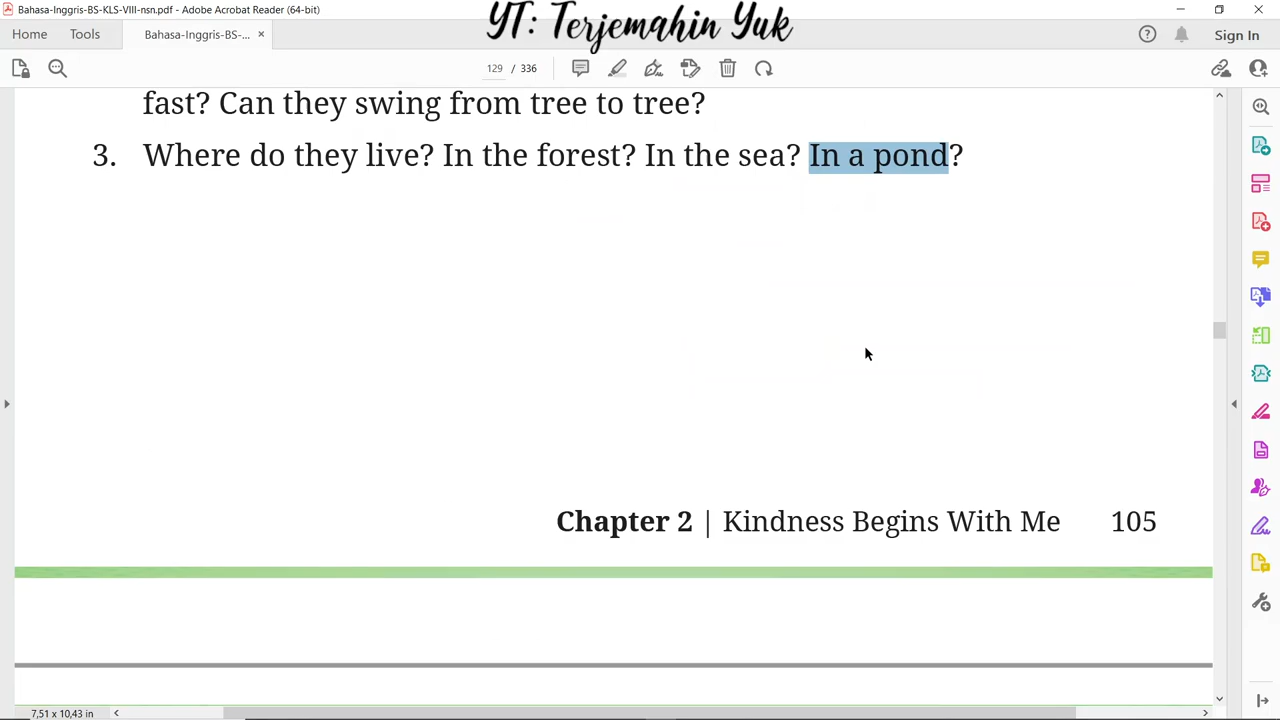 Bahasa-Inggris-BS-KLS-VIII-nsn.pdf - Adobe Acrobat Reader (64-bit)
YT: Terjemahin Yuk
Home Tools Bahasa-Inggris-BS-... × Sign In
129 / 336
fast? Can they swing from tree to tree?
3. Where do they live? In the forest? In the sea? In a pond?
Chapter 2 | Kindness Begins With Me 105
7,51 x 10,43 in